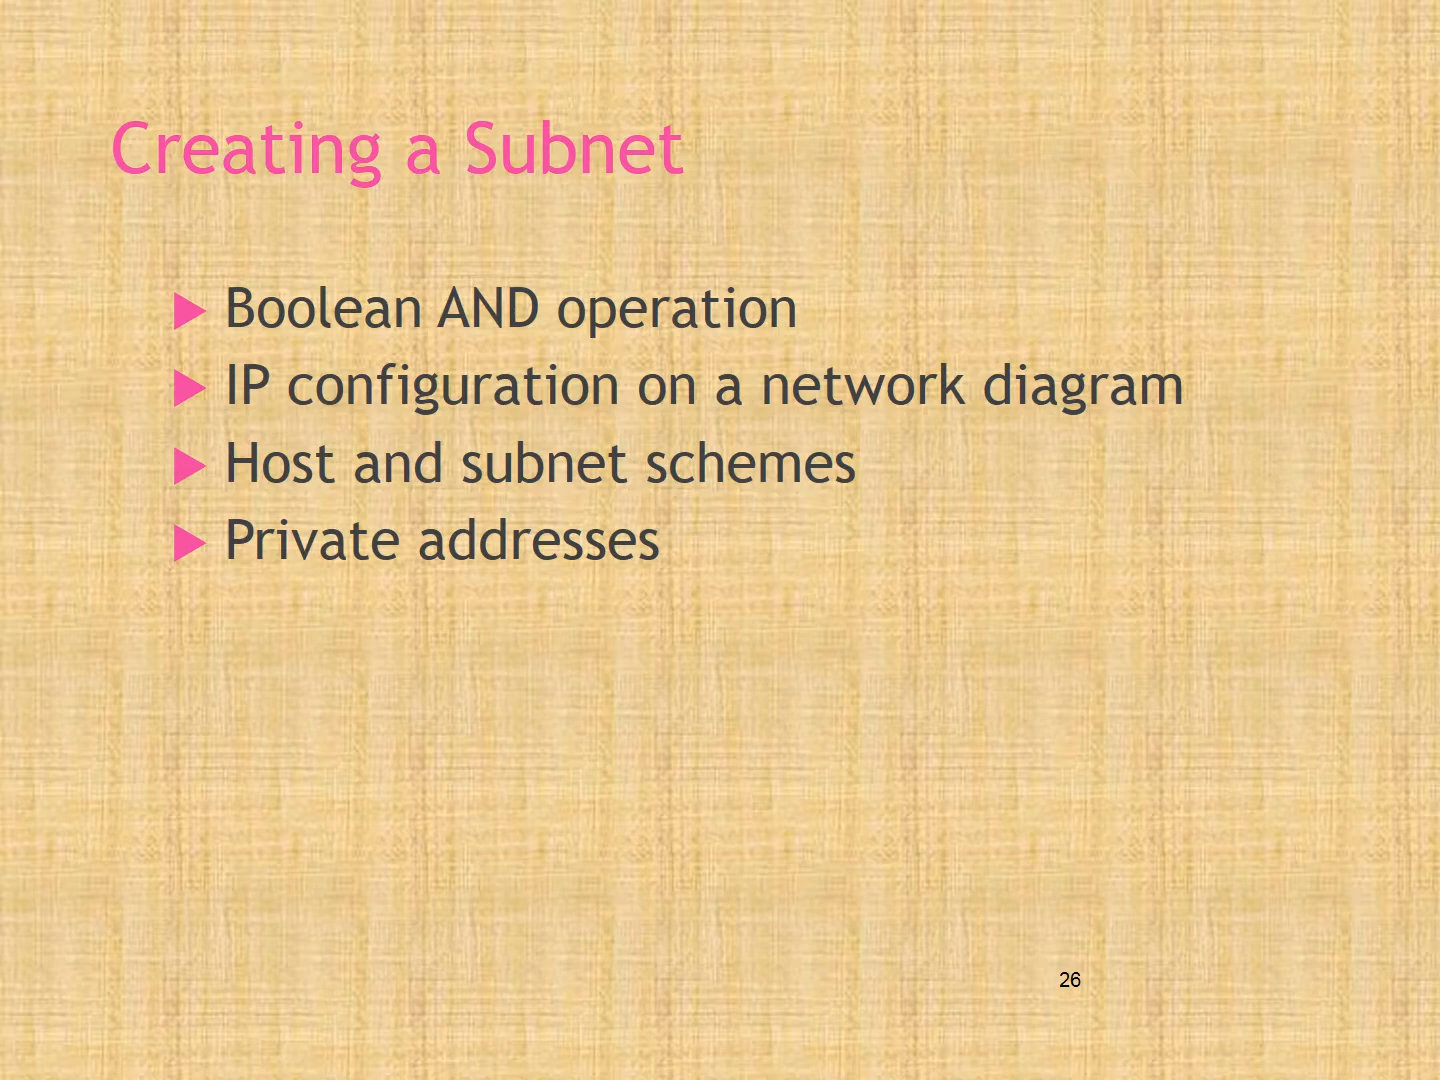 Creating a Subnet
Boolean AND operation
IP configuration on a network diagram
Host and subnet schemes
Private addresses
26